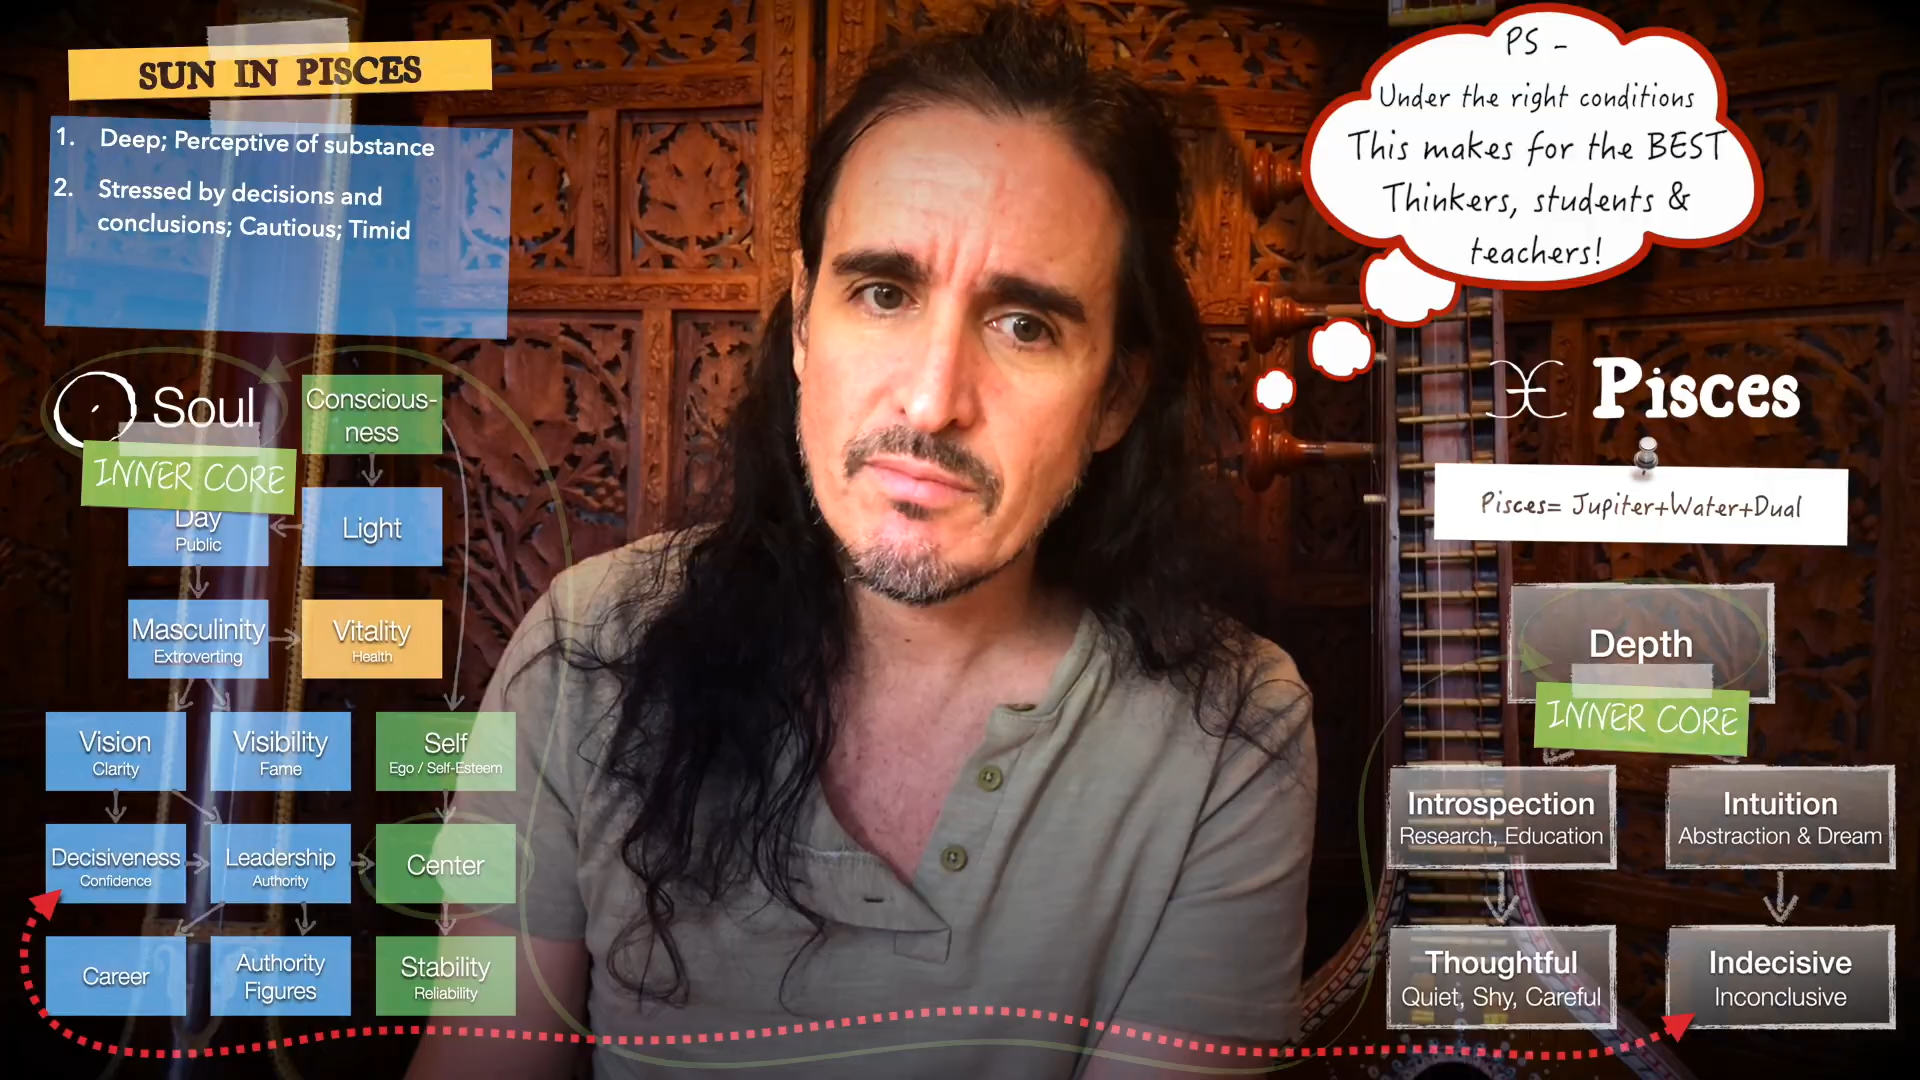 SUN IN PISCES
1. Deep; Perceptive of substance
2. Stressed by decisions and
conclusions; Cautious; Timid
Soul
INNER CORE
Conscious-
ness
Day
Public
Light
Masculinity
Extroverting
Vitality
Health
Vision
Clarity
Visibility
Fame
Self
Ego / Self-Esteem
Decisiveness
Confidence
Leadership
Authority
Center
Career
Authority
Figures
Stability
Reliability
PS -
Under the right conditions
This makes for the BEST
Thinkers, students &
teachers!
Pisces
Pisces= Jupiter+Water+Dual
Depth
INNER CORE
Introspection
Research, Education
Intuition
Abstraction & Dream
Thoughtful
Quiet, Shy, Careful
Indecisive
Inconclusive